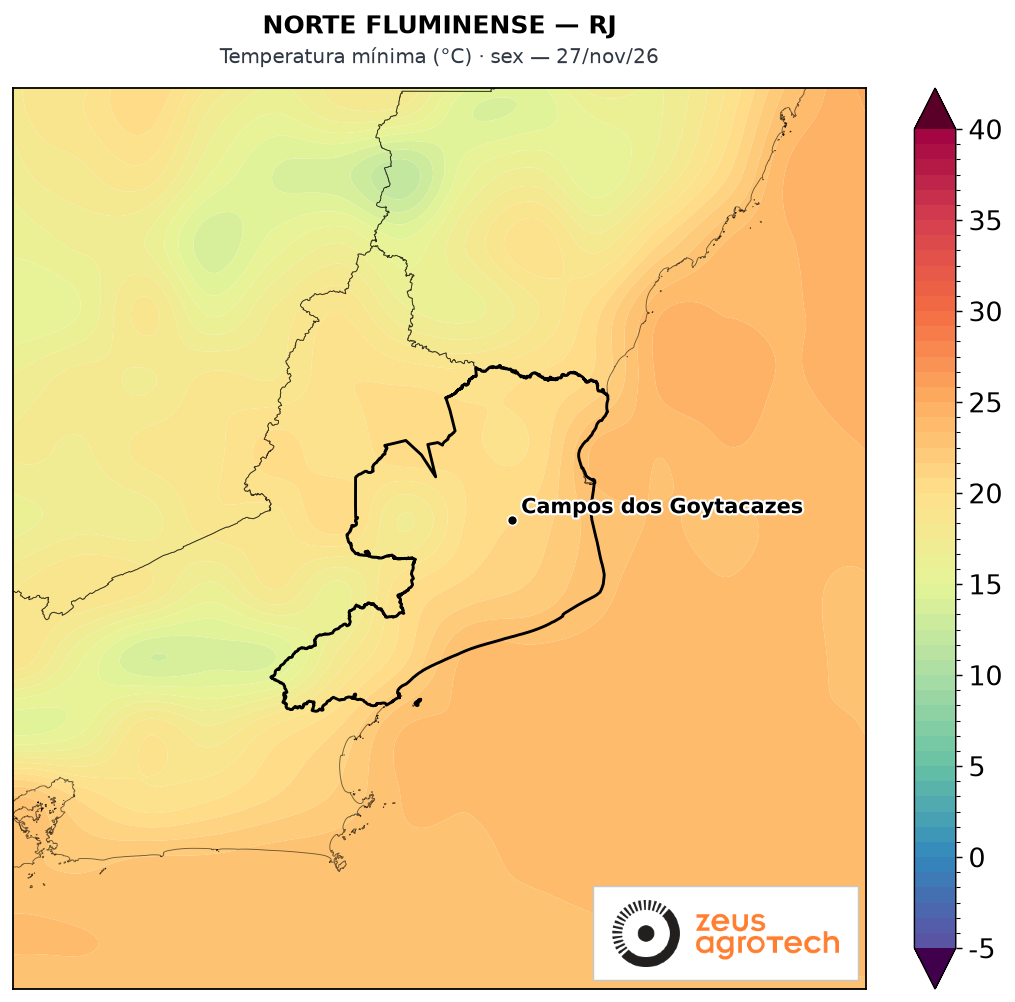 NORTE FLUMINENSE — RJ
Temperatura mínima (°C) · sex — 27/nov/26
40
35
30
25
20
15
10
5
0
-5
Campos dos Goytacazes
zeus
agrotech